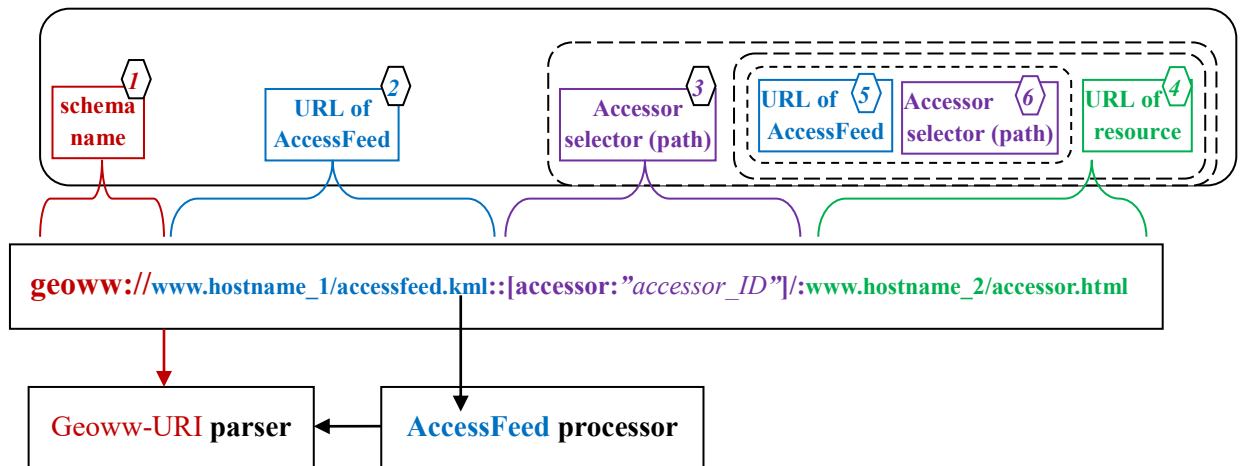 1
schema
name
2
URL of
AccessFeed
3
Accessor
selector (path)
5
URL of
AccessFeed
6
Accessor
selector (path)
4
URL of
resource
geoww://www.hostname_1/accessfeed.kml::[accessor:”accessor_ID”]/:www.hostname_2/accessor.html
Geoww-URI parser
AccessFeed processor